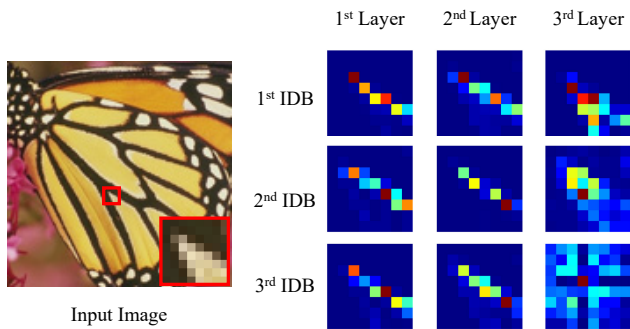 1st Layer 2nd Layer 3rd Layer
1st IDB
2nd IDB
3rd IDB
Input Image